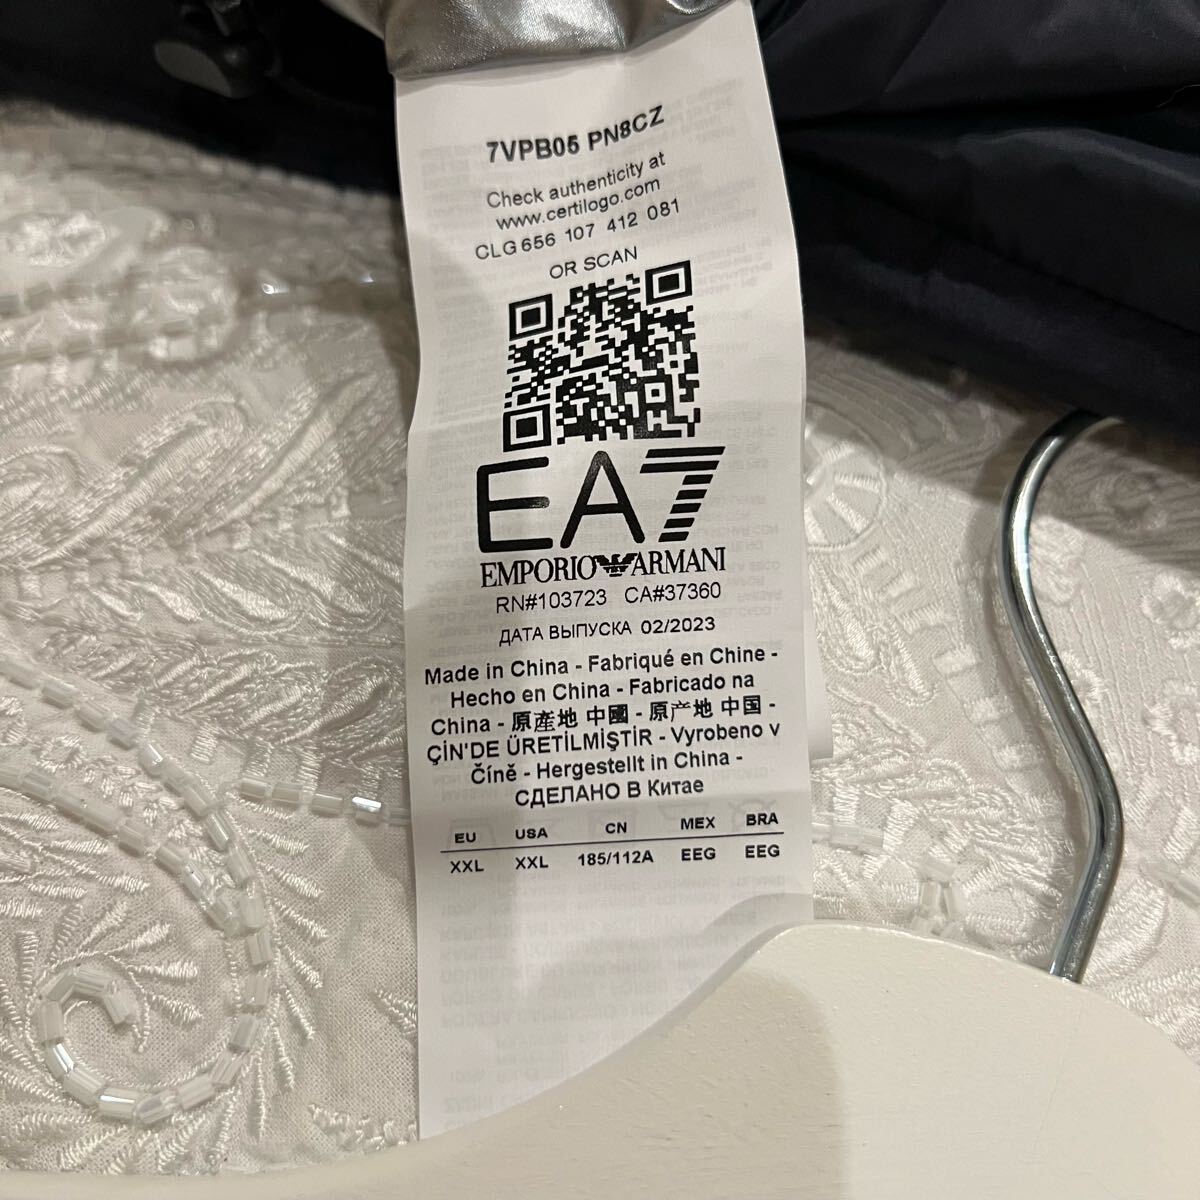 7VPB05 PN8CZ
Check authenticity at
www.certilogo.com
CLG 656 107 412 081
OR SCAN
EA7
EMPORIO ARMANI
RN#103723 CA#37360
ДАТА ВЫПУСКА 02/2023
Made in China - Fabriqué en Chine -
Hecho en China - Fabricado na
China - 原產地 中國 - 原产地 中国 -
ÇİN'DE ÜRETİLMİŞTİR - Vyrobeno v
Číně - Hergestellt in China -
СДЕЛАНО В Китае
EU USA CN MEX BRA
XXL XXL 185/112A EEG EEG